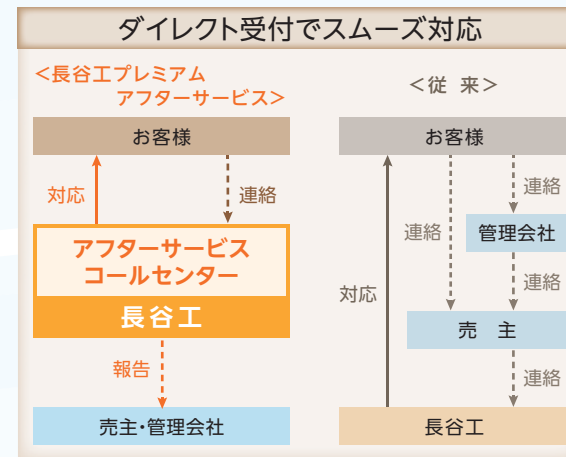 ダイレクト受付でスムーズ対応
<長谷工プレミアム
アフターサービス>
お客様
対応
連絡
アフターサービス
コールセンター
長谷工
報告
売主・管理会社
<従 来>
お客様
連絡
連絡
管理会社
連絡
対応
売 主
連絡
長谷工